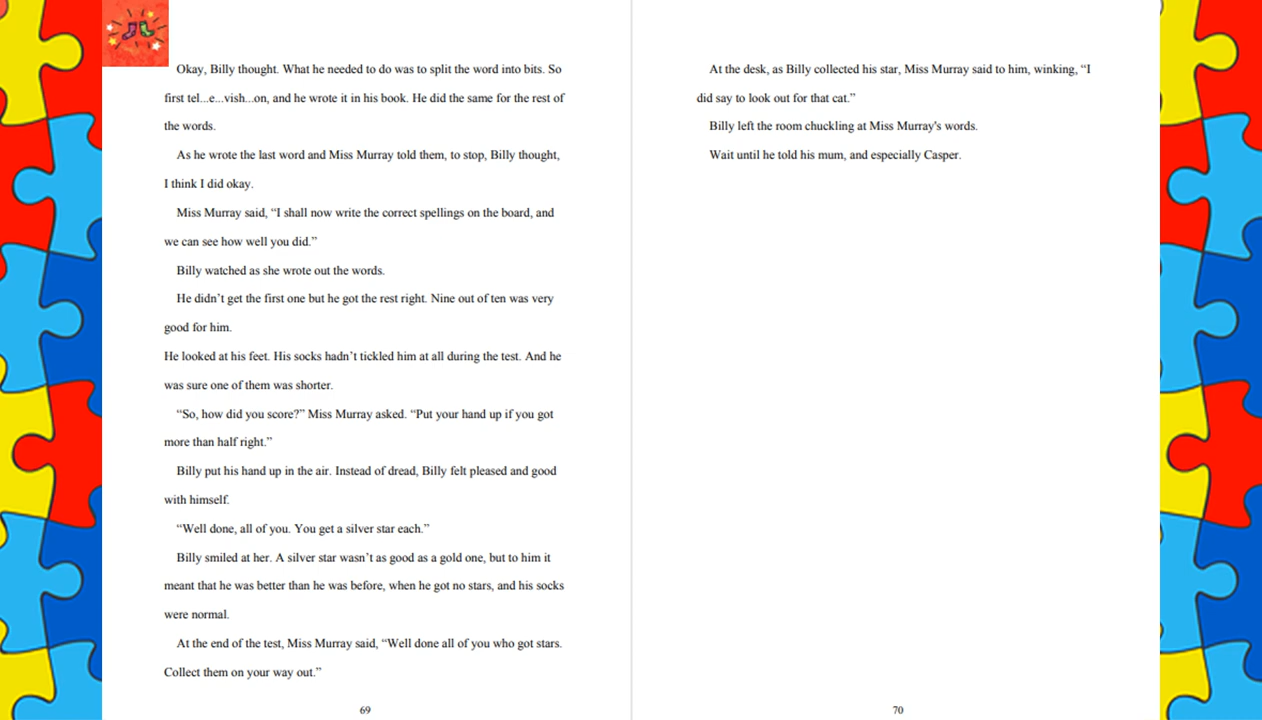 Okay, Billy thought. What he needed to do was to split the word into bits. So
first tel...e...vish...on, and he wrote it in his book. He did the same for the rest of
the words.
As he wrote the last word and Miss Murray told them, to stop, Billy thought,
I think I did okay.
Miss Murray said, “I shall now write the correct spellings on the board, and
we can see how well you did.”
Billy watched as she wrote out the words.
He didn’t get the first one but he got the rest right. Nine out of ten was very
good for him.
He looked at his feet. His socks hadn’t tickled him at all during the test. And he
was sure one of them was shorter.
“So, how did you score?” Miss Murray asked. “Put your hand up if you got
more than half right.”
Billy put his hand up in the air. Instead of dread, Billy felt pleased and good
with himself.
“Well done, all of you. You get a silver star each.”
Billy smiled at her. A silver star wasn’t as good as a gold one, but to him it
meant that he was better than he was before, when he got no stars, and his socks
were normal.
At the end of the test, Miss Murray said, “Well done all of you who got stars.
Collect them on your way out.”
69
At the desk, as Billy collected his star, Miss Murray said to him, winking, “I
did say to look out for that cat.”
Billy left the room chuckling at Miss Murray's words.
Wait until he told his mum, and especially Casper.
70